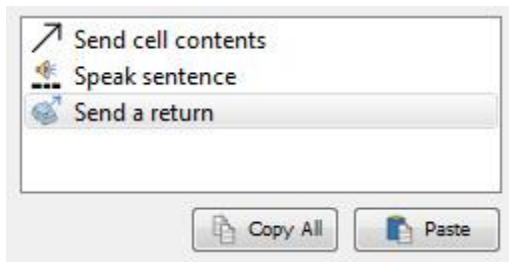 Send cell contents
Speak sentence
Send a return
Copy All
Paste